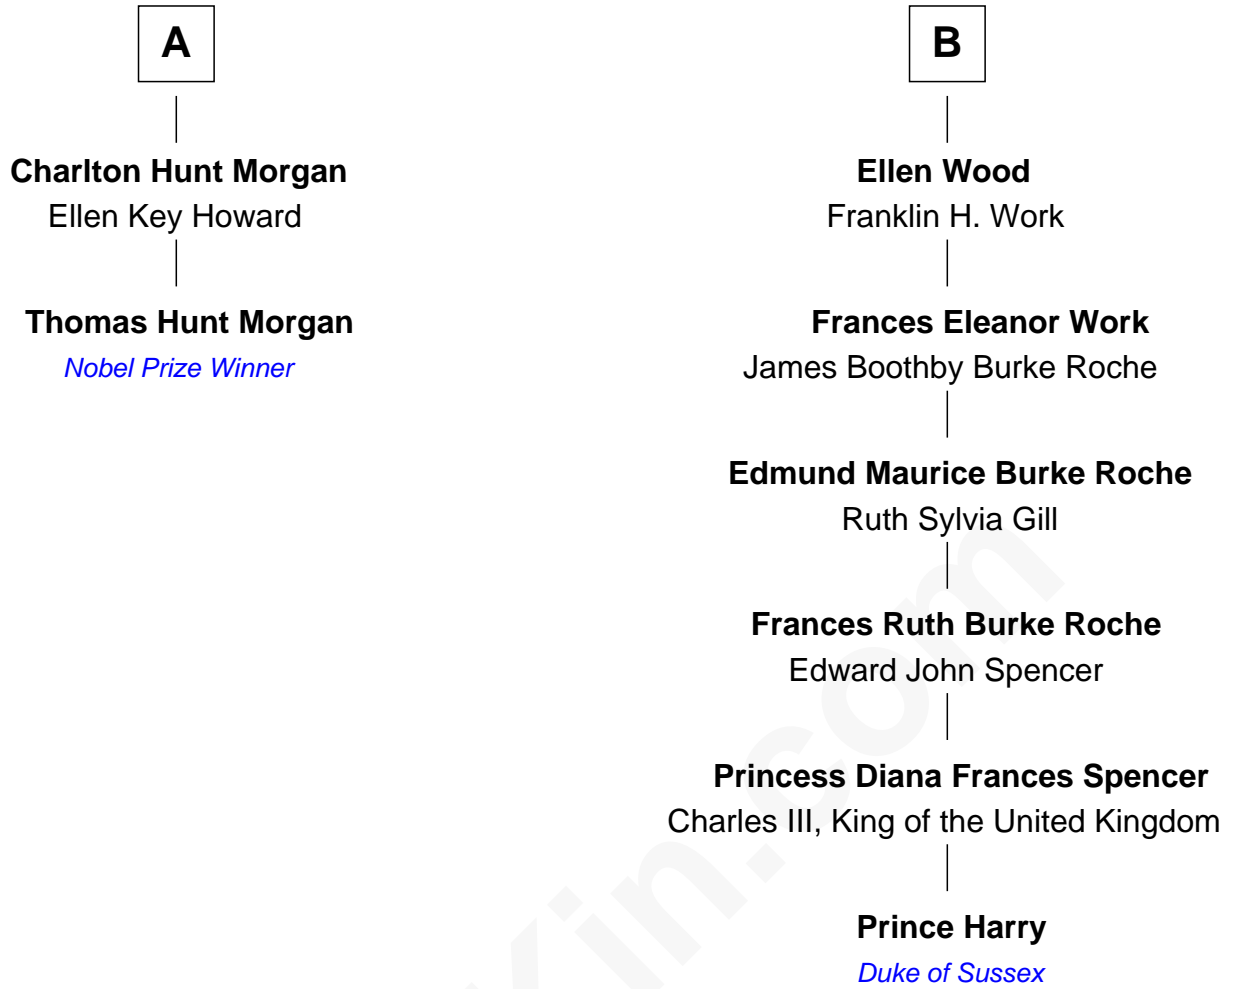 A
Charlton Hunt Morgan
Ellen Key Howard
Thomas Hunt Morgan
Nobel Prize Winner
B
Ellen Wood
Franklin H. Work
Frances Eleanor Work
James Boothby Burke Roche
Edmund Maurice Burke Roche
Ruth Sylvia Gill
Frances Ruth Burke Roche
Edward John Spencer
Princess Diana Frances Spencer
Charles III, King of the United Kingdom
Prince Harry
Duke of Sussex
Kin.com